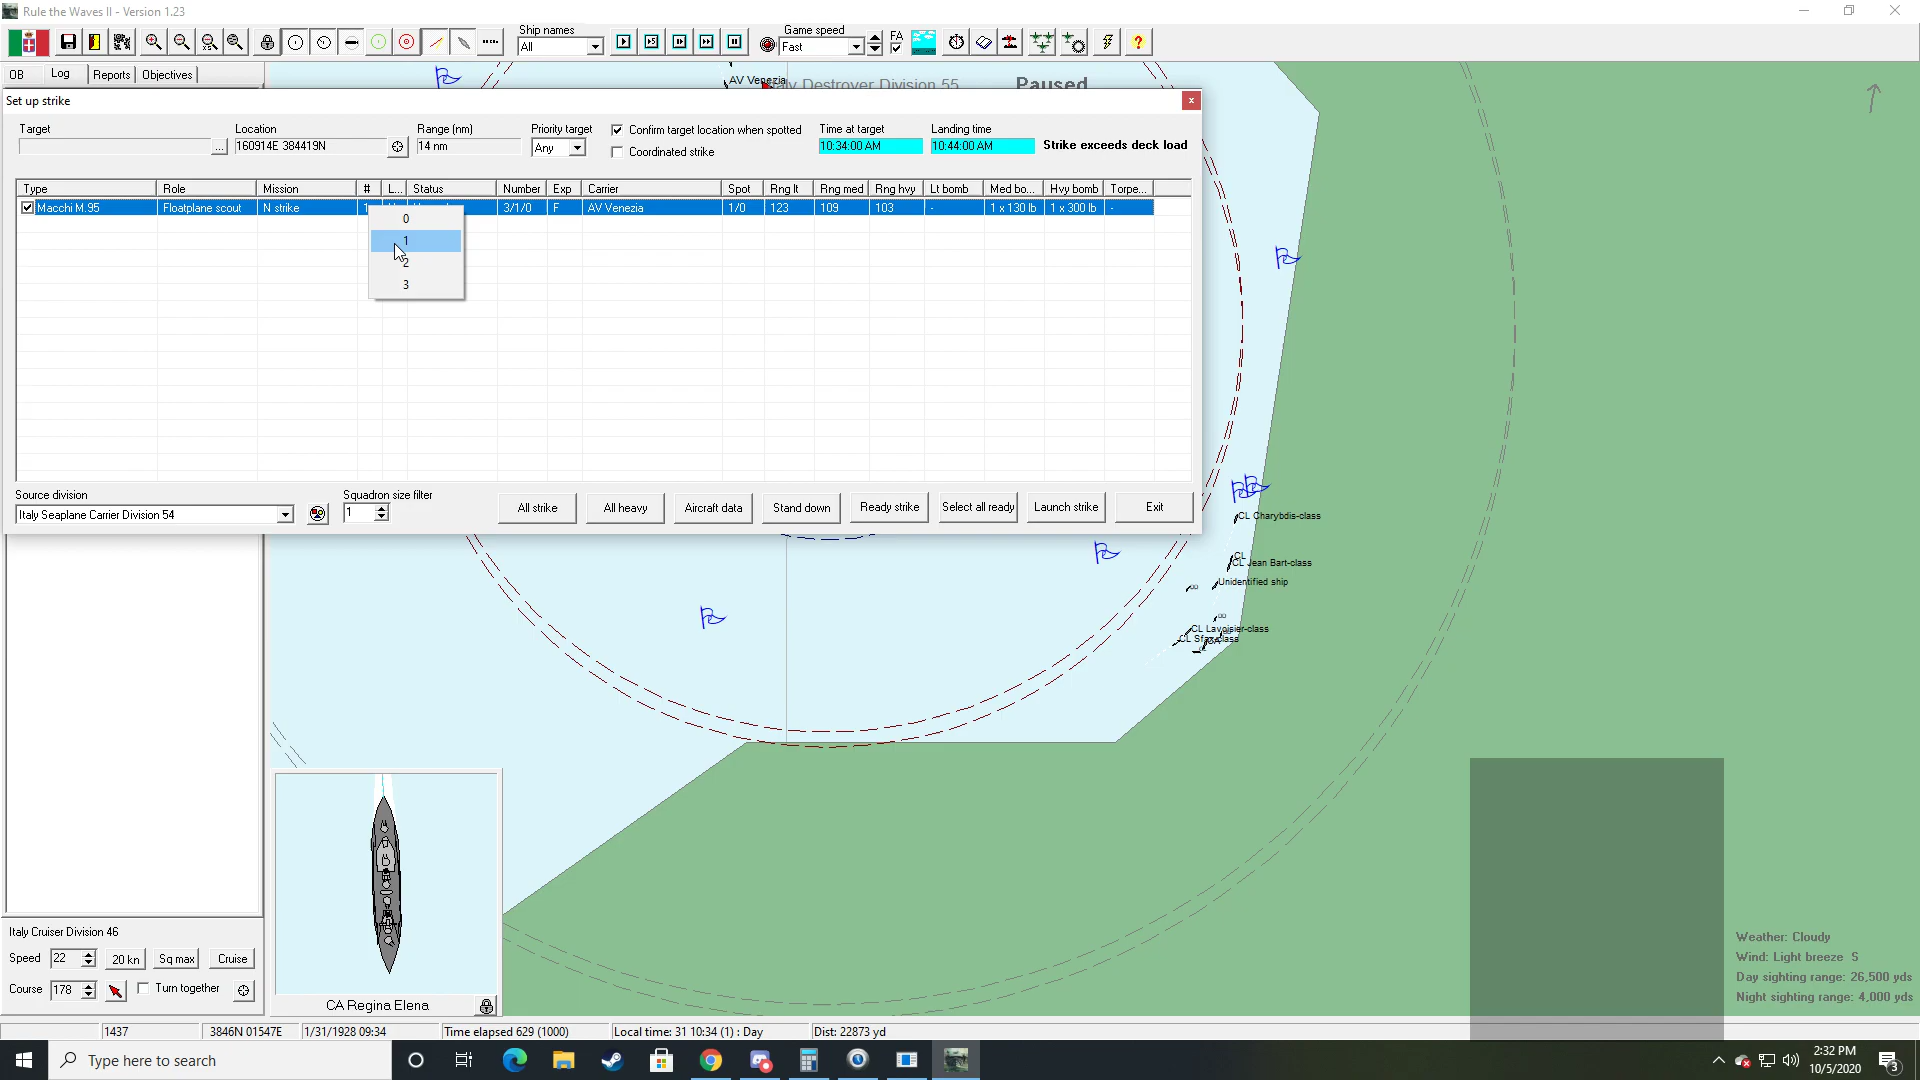 Rule the Waves II - Version 1.23
Ship names
All
Game speed
Fast
FA
OB
Log
Reports
Objectives
AV Venezia
Italy Destroyer Division 55
Paused
Set up strike
Target
Location
Range (nm)
Priority target
Confirm target location when spotted
Time at target
Landing time
...
160914E 384419N
14 nm
Any
Coordinated strike
10:34:00 AM
10:44:00 AM
Strike exceeds deck load
Type
Role
Mission
#
L...
Status
Number
Exp
Carrier
Spot
Rng lt
Rng med
Rng hvy
Lt bomb
Med bo...
Hvy bomb
Torpe...
Macchi M.95
Floatplane scout
N strike
1
3/1/0
F
AV Venezia
1/0
123
109
103
-
1 x 130 lb
1 x 300 lb
-
0
1
2
3
Source division
Italy Seaplane Carrier Division 54
Squadron size filter
1
All strike
All heavy
Aircraft data
Stand down
Ready strike
Select all ready
Launch strike
Exit
CL Charybdis-class
CL
CL Jean Bart-class
Unidentified ship
CL Lavoisier-class
CL Sfax-class
Italy Cruiser Division 46
Speed
22
20 kn
Sq max
Cruise
Course
178
Turn together
CA Regina Elena
Weather: Cloudy
Wind: Light breeze S
Day sighting range: 26,500 yds
Night sighting range: 4,000 yds
1437
3846N 01547E
1/31/1928 09:34
Time elapsed 629 (1000)
Local time: 31 10:34 (1) : Day
Dist: 22873 yd
Type here to search
2:32 PM
10/5/2020
3